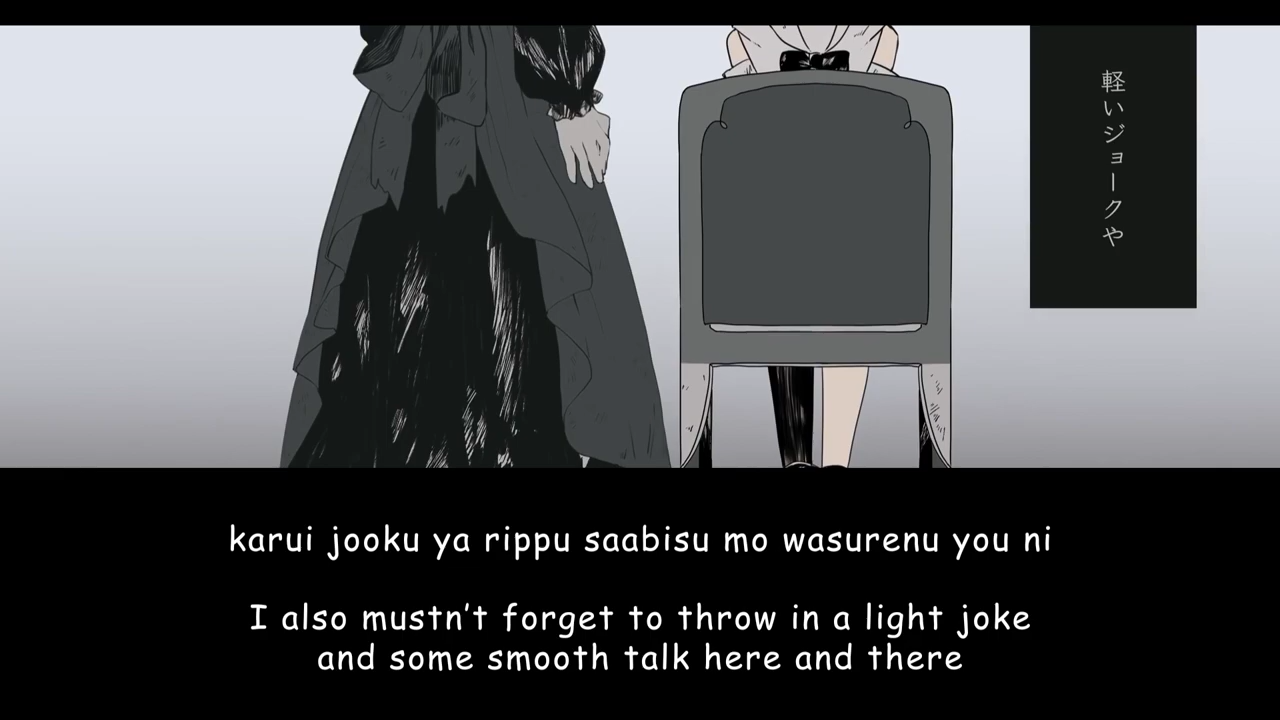 軽いジョークや
karui jooku ya rippu saabisu mo wasurenu you ni
I also mustn't forget to throw in a light joke
and some smooth talk here and there